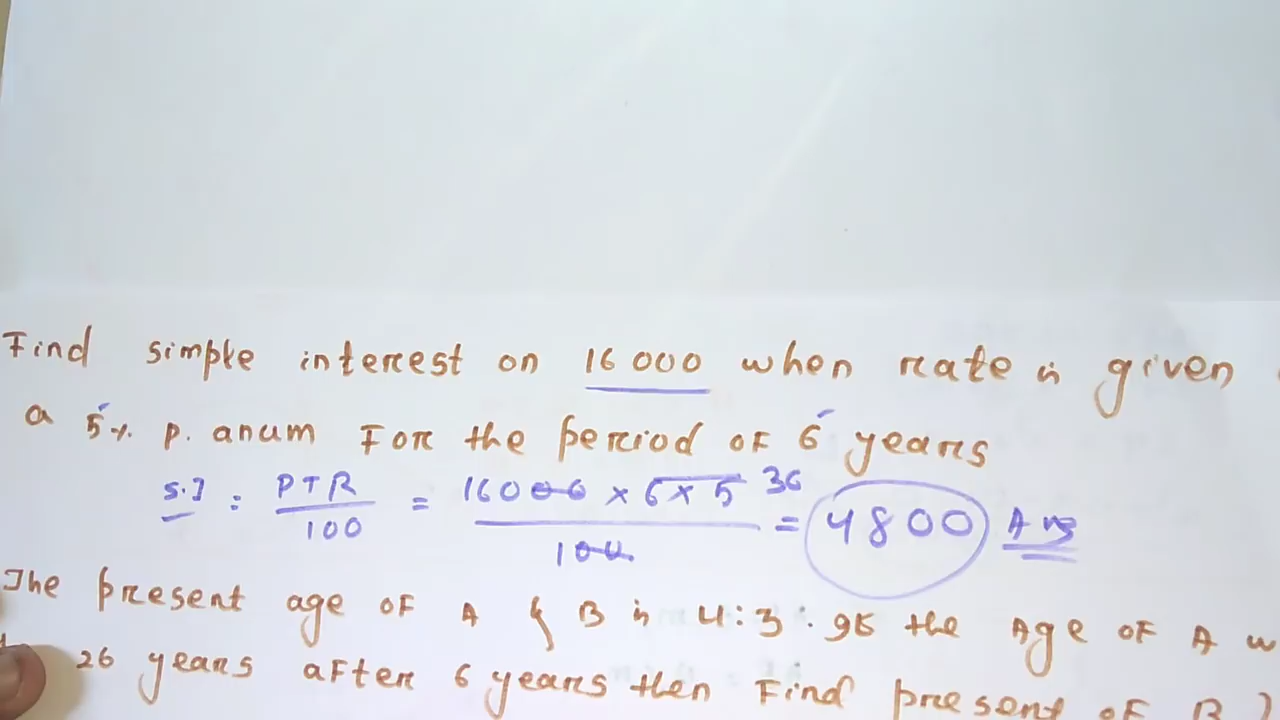 Find simple interest on 16000 when rate is given
a 5% p. anum For the period of 6 years
S.I : PTR/100 = 16000 × 6 × 5 30/100 = 4800 Ans
The present age of A & B is 4:3 . If the Age of A w
26 years after 6 years then Find present of B )